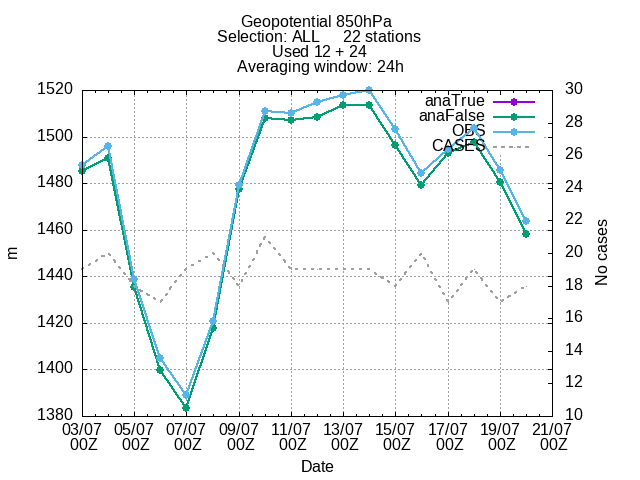 Geopotential 850hPa
Selection: ALL 22 stations
Used 12 + 24
Averaging window: 24h
1520 30
anaTrue
anaFalse
OBS
CASES
1500
1480
1460
1440
1420
1400
1380
28
26
24
22
20
18
16
14
12
10
m
No cases
03/07 05/07 07/07 09/07 11/07 13/07 15/07 17/07 19/07 21/07
00Z 00Z 00Z 00Z 00Z 00Z 00Z 00Z 00Z 00Z
Date